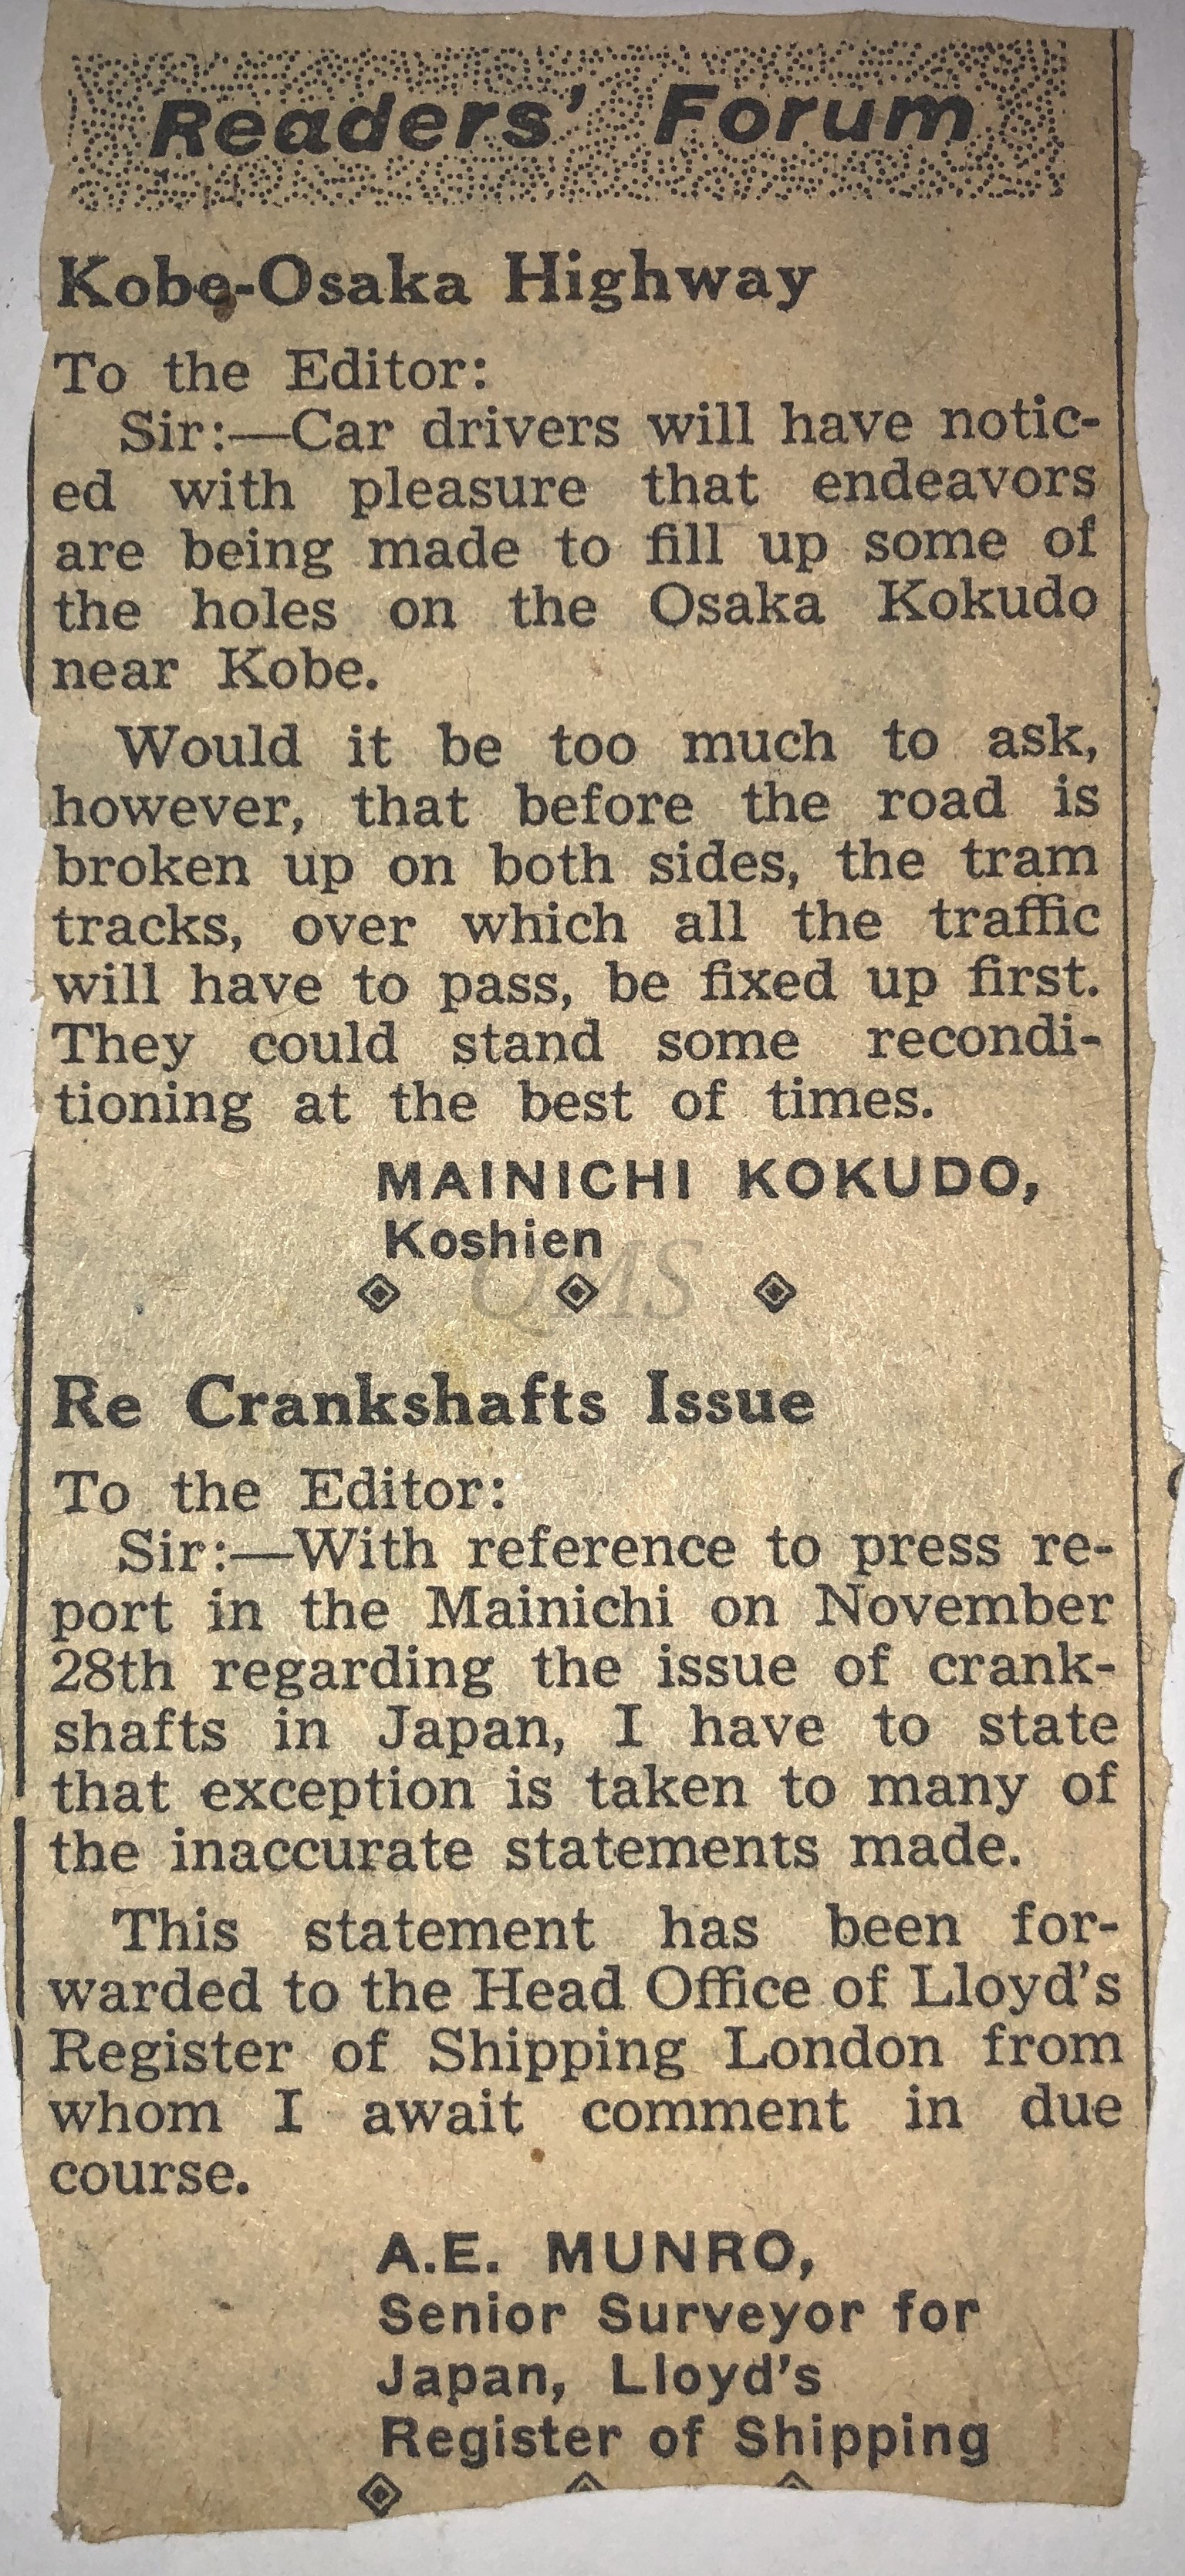 Readers' Forum
Kobe-Osaka Highway
To the Editor:
Sir:—Car drivers will have notic-
ed with pleasure that endeavors
are being made to fill up some of
the holes on the Osaka Kokudo
near Kobe.
Would it be too much to ask,
however, that before the road is
broken up on both sides, the tram
tracks, over which all the traffic
will have to pass, be fixed up first.
They could stand some recondi-
tioning at the best of times.
MAINICHI KOKUDO,
Koshien
QMS
Re Crankshafts Issue
To the Editor:
Sir:—With reference to press re-
port in the Mainichi on November
28th regarding the issue of crank-
shafts in Japan, I have to state
that exception is taken to many of
the inaccurate statements made.
This statement has been for-
warded to the Head Office of Lloyd's
Register of Shipping London from
whom I await comment in due
course.
A.E. MUNRO,
Senior Surveyor for
Japan, Lloyd's
Register of Shipping